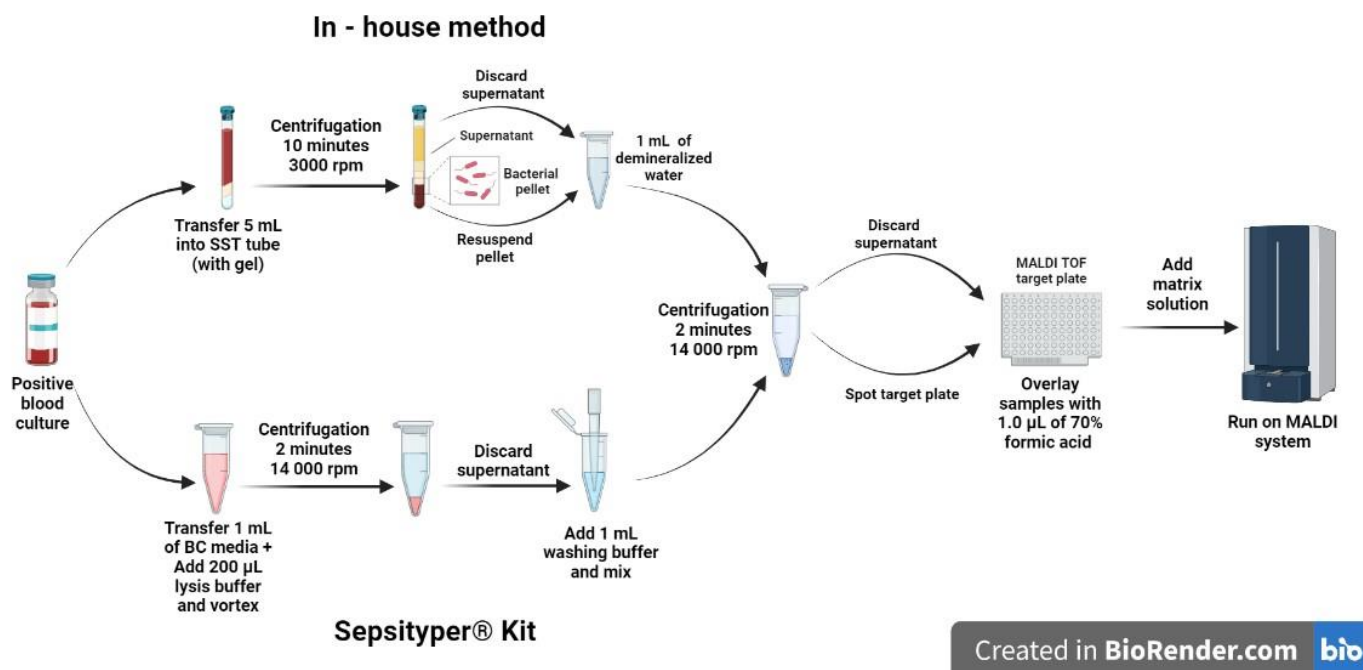 In - house method
Discard
supernatant
Centrifugation
10 minutes
3000 rpm
Supernatant
Bacterial
pellet
1 mL of
demineralized
water
Transfer 5 mL
into SST tube
(with gel)
Resuspend
pellet
Positive
blood
culture
Centrifugation
2 minutes
14 000 rpm
Discard
supernatant
Spot target plate
MALDI TOF
target plate
Overlay
samples with
1.0 µL of 70%
formic acid
Add
matrix
solution
Run on MALDI
system
Centrifugation
2 minutes
14 000 rpm
Discard
supernatant
Transfer 1 mL
of BC media +
Add 200 µL
lysis buffer
and vortex
Add 1 mL
washing buffer
and mix
Sepsityper® Kit
Created in BioRender.com bio